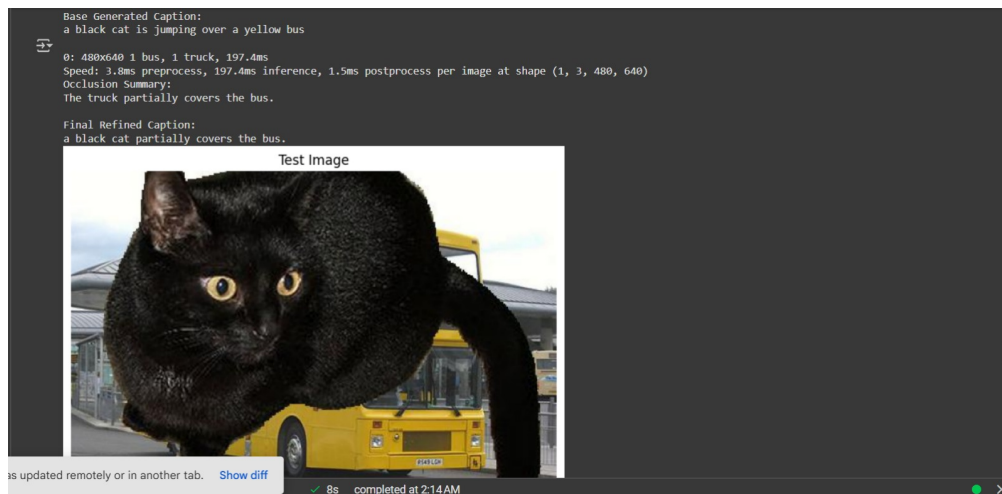 Base Generated Caption:
a black cat is jumping over a yellow bus
0: 480x640 1 bus, 1 truck, 197.4ms
Speed: 3.8ms preprocess, 197.4ms inference, 1.5ms postprocess per image at shape (1, 3, 480, 640)
Occlusion Summary:
The truck partially covers the bus.
Final Refined Caption:
a black cat partially covers the bus.
Test Image
as updated remotely or in another tab. Show diff
8s completed at 2:14 AM